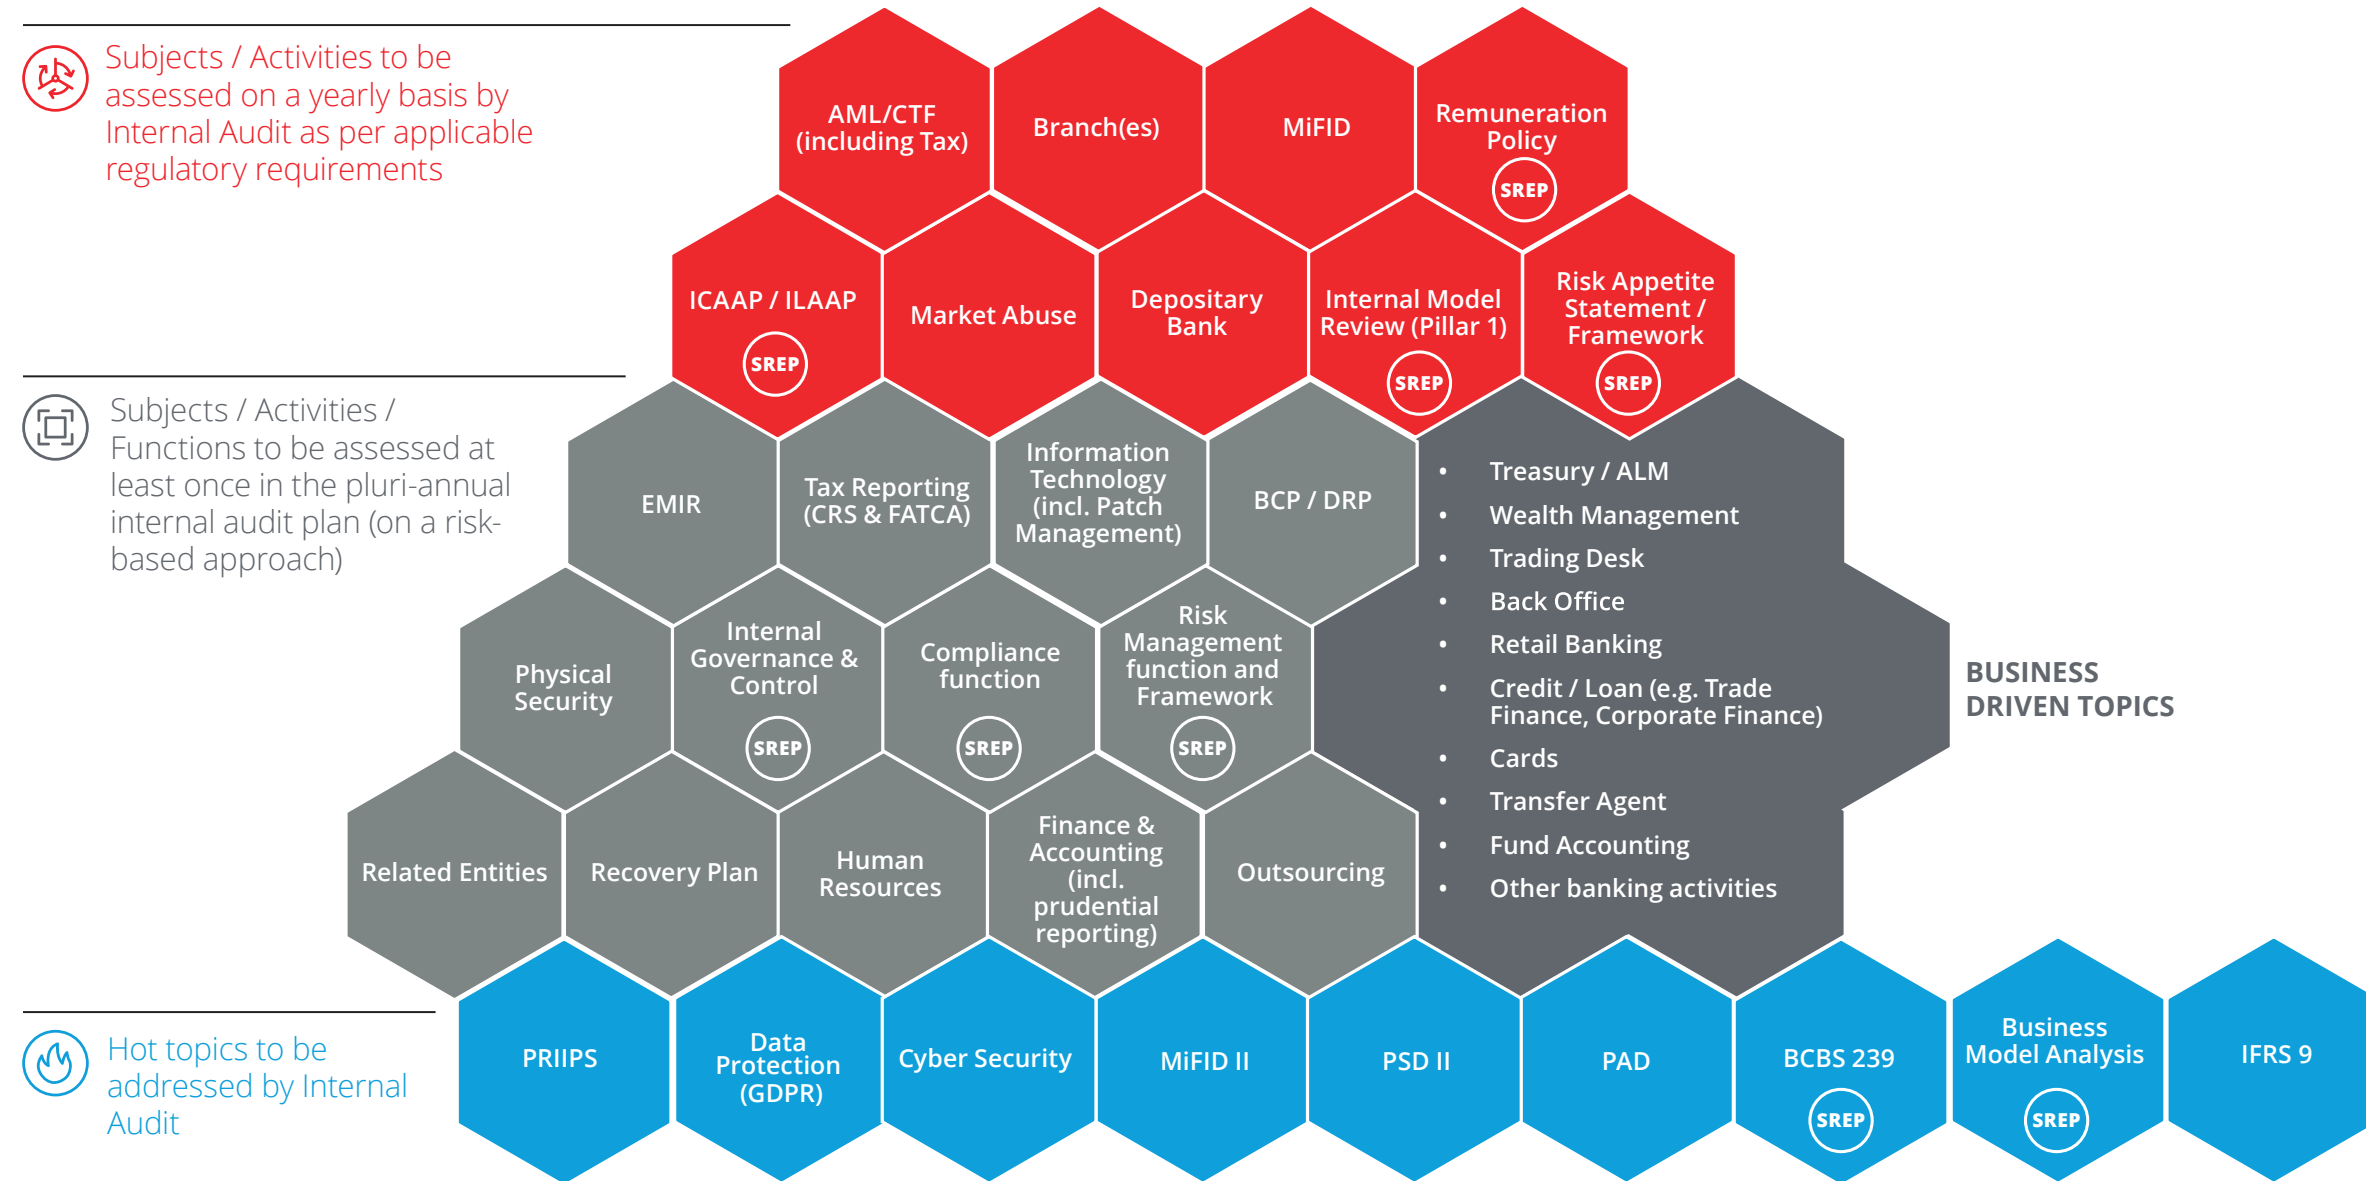 Subjects / Activities to be
assessed on a yearly basis by
Internal Audit as per applicable
regulatory requirements
AML/CTF
(including Tax)
Branch(es)
MiFID
Remuneration
Policy
SREP
ICAAP / ILAAP
SREP
Market Abuse
Depositary
Bank
Internal Model
Review (Pillar 1)
SREP
Risk Appetite
Statement /
Framework
SREP
Subjects / Activities /
Functions to be assessed at
least once in the pluri-annual
internal audit plan (on a risk-
based approach)
EMIR
Tax Reporting
(CRS & FATCA)
Information
Technology
(incl. Patch
Management)
BCP / DRP
Physical
Security
Internal
Governance &
Control
SREP
Compliance
function
SREP
Risk
Management
function and
Framework
SREP
Related Entities
Recovery Plan
Human
Resources
Finance &
Accounting
(incl.
prudential
reporting)
Outsourcing
• Treasury / ALM
• Wealth Management
• Trading Desk
• Back Office
• Retail Banking
• Credit / Loan (e.g. Trade
Finance, Corporate Finance)
• Cards
• Transfer Agent
• Fund Accounting
• Other banking activities
BUSINESS
DRIVEN TOPICS
Hot topics to be
addressed by Internal
Audit
PRIIPS
Data
Protection
(GDPR)
Cyber Security
MiFID II
PSD II
PAD
BCBS 239
SREP
Business
Model Analysis
SREP
IFRS 9